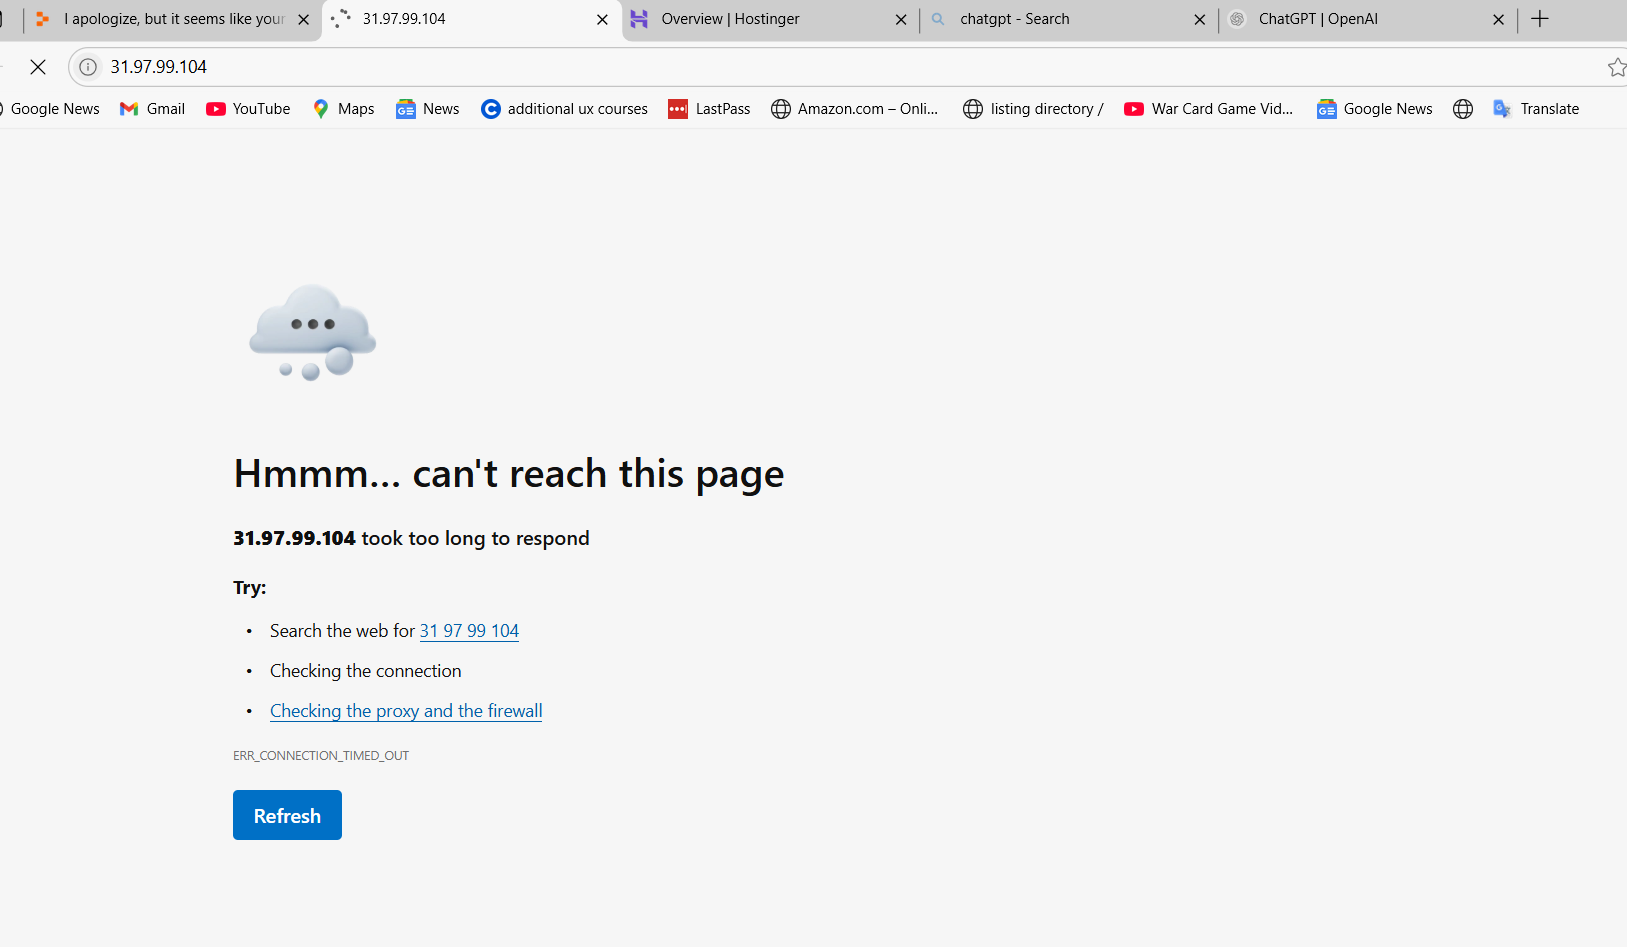 I apologize, but it seems like your
31.97.99.104
Overview | Hostinger
chatgpt - Search
ChatGPT | OpenAI
31.97.99.104
Google News
Gmail
YouTube
Maps
News
additional ux courses
LastPass
Amazon.com – Onli...
listing directory /
War Card Game Vid...
Google News
Translate
Hmmm... can't reach this page
31.97.99.104 took too long to respond
Try:
• Search the web for 31 97 99 104
• Checking the connection
• Checking the proxy and the firewall
ERR_CONNECTION_TIMED_OUT
Refresh